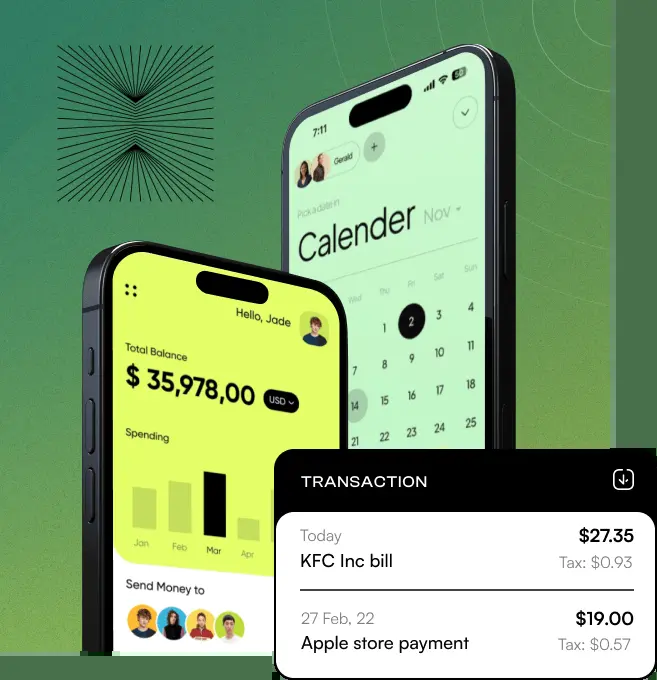 7:11
56
Gerald
+
Pick a date in
Calender Nov
Wed Thu Fri Sat Sun
1 2 3 4
7 8 9 10 11
14 15 16 17 18
21 22 23 24 25
Hello, Jade
Total Balance
$ 35,978,00 USD
Spending
Jan Feb Mar Apr
Send Money to
TRANSACTION
Today $27.35
KFC Inc bill Tax: $0.93
27 Feb, 22 $19.00
Apple store payment Tax: $0.57